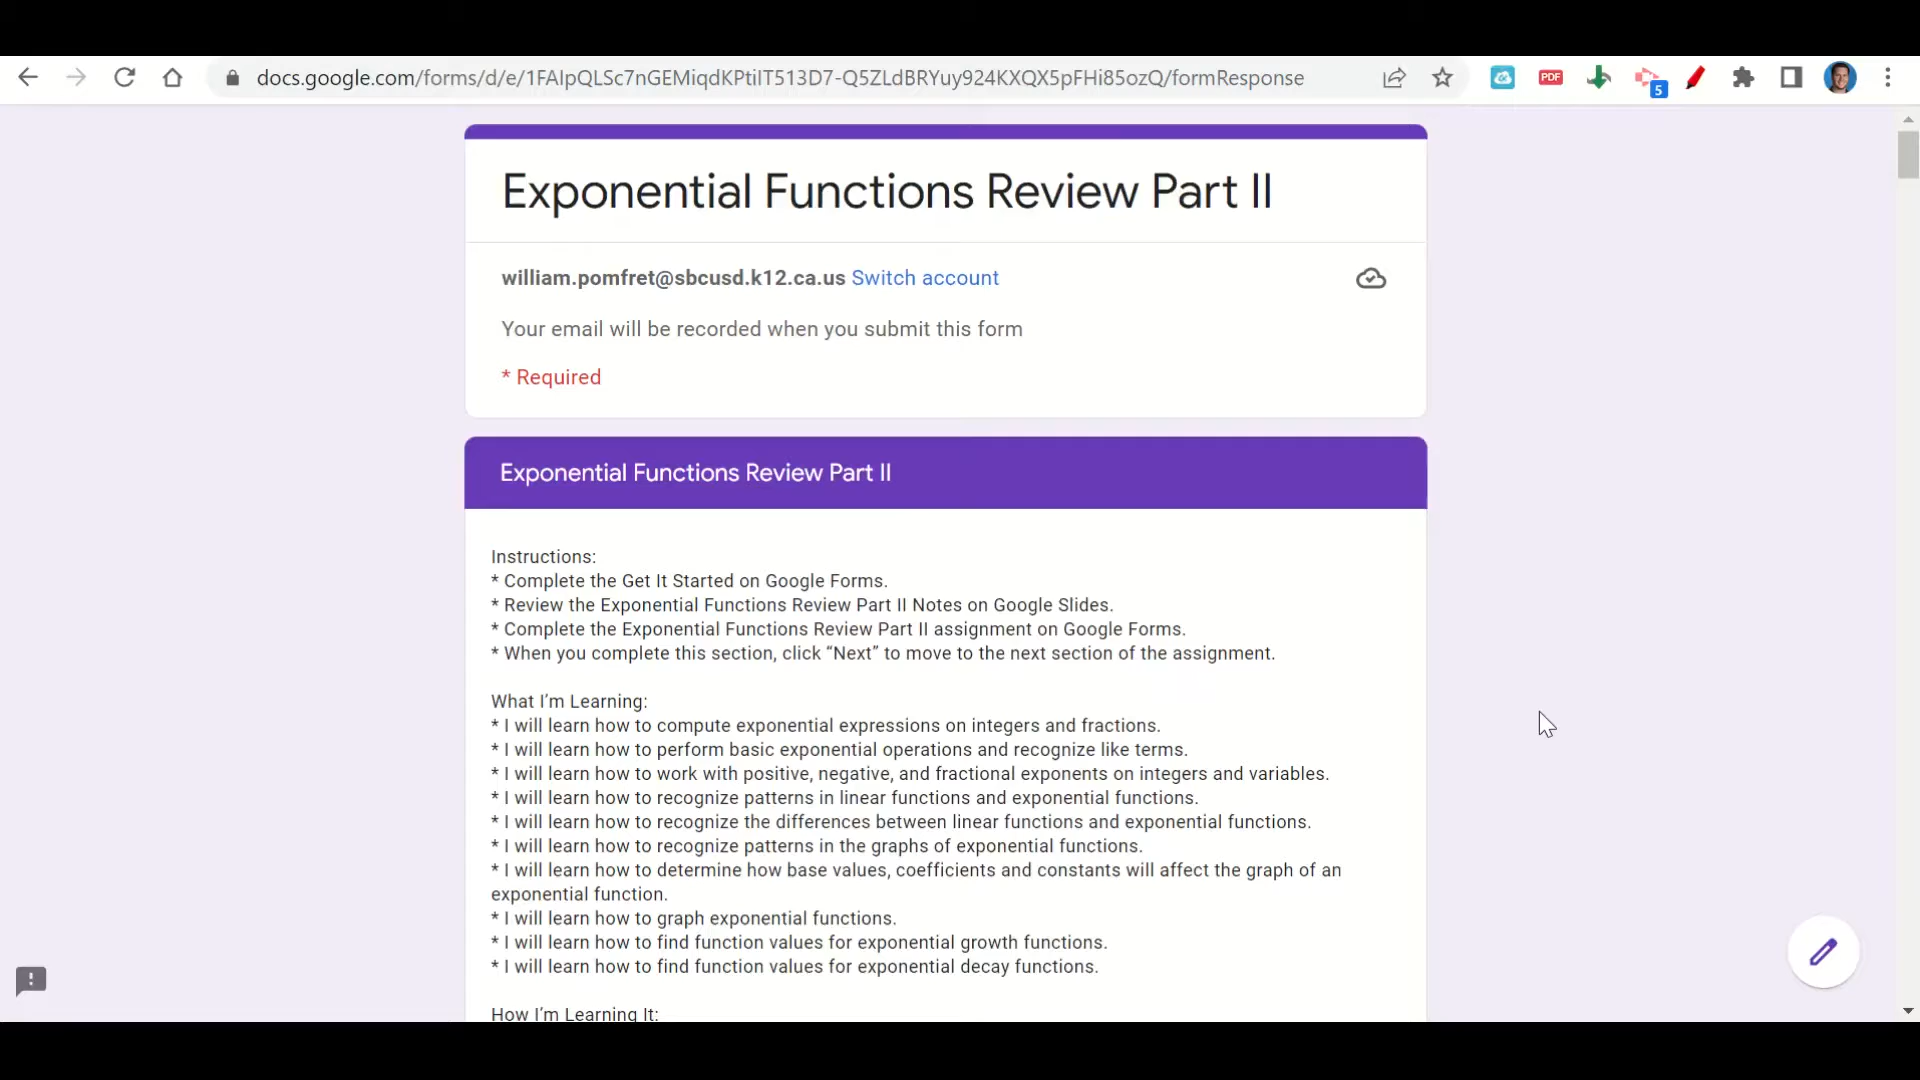 docs.google.com/forms/d/e/1FAIpQLSc7nGEMiqdKPtiIT513D7-Q5ZLdBRYuy924KXQX5pFHi85ozQ/formResponse
PDF
5
Exponential Functions Review Part II
william.pomfret@sbcusd.k12.ca.us Switch account
Your email will be recorded when you submit this form
* Required
Exponential Functions Review Part II
Instructions:
* Complete the Get It Started on Google Forms.
* Review the Exponential Functions Review Part II Notes on Google Slides.
* Complete the Exponential Functions Review Part II assignment on Google Forms.
* When you complete this section, click “Next” to move to the next section of the assignment.
What I’m Learning:
* I will learn how to compute exponential expressions on integers and fractions.
* I will learn how to perform basic exponential operations and recognize like terms.
* I will learn how to work with positive, negative, and fractional exponents on integers and variables.
* I will learn how to recognize patterns in linear functions and exponential functions.
* I will learn how to recognize the differences between linear functions and exponential functions.
* I will learn how to recognize patterns in the graphs of exponential functions.
* I will learn how to determine how base values, coefficients and constants will affect the graph of an
exponential function.
* I will learn how to graph exponential functions.
* I will learn how to find function values for exponential growth functions.
* I will learn how to find function values for exponential decay functions.
How I’m Learning It: